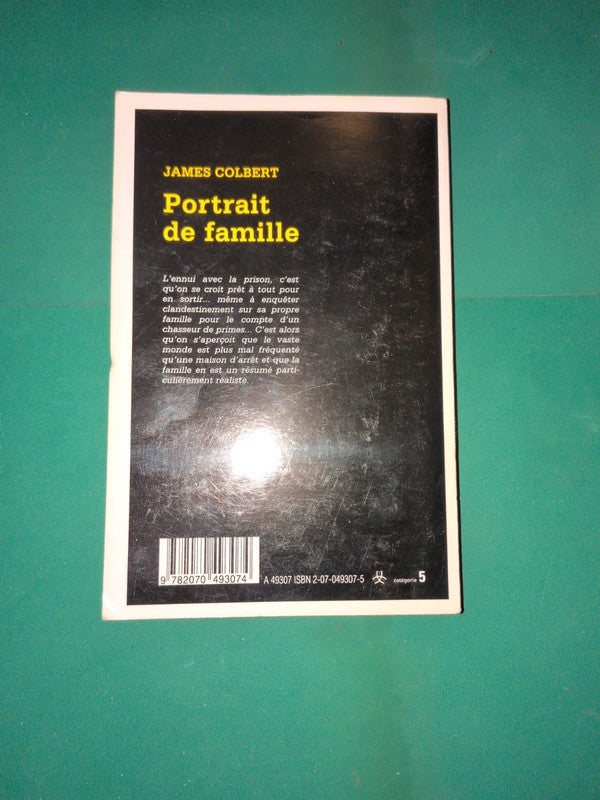 JAMES COLBERT
Portrait
de famille
L'ennui avec la prison, c'est
qu'on se croit prêt à tout pour
en sortir... même à enquêter
clandestinement sur sa propre
famille pour le compte d'un
chasseur de primes... C'est alors
qu'on s'aperçoit que le vaste
monde est plus mal fréquenté
qu'une maison d'arrêt et que la
famille en est un résumé parti-
culièrement réaliste.
9 782070 493074 A 49307 ISBN 2-07-049307-5 catégorie 5